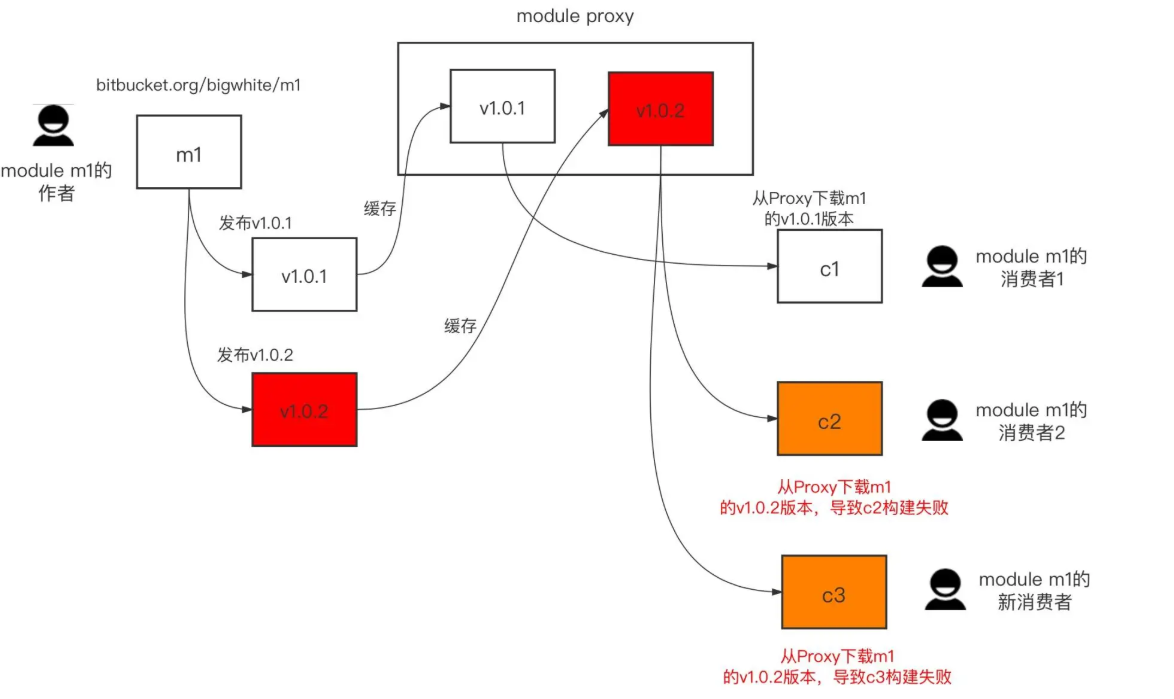 module proxy
bitbucket.org/bigwhite/m1
v1.0.1
v1.0.2
m1
module m1的
作者
缓存
发布v1.0.1
v1.0.1
从Proxy下载m1
的v1.0.1版本
c1
module m1的
消费者1
缓存
发布v1.0.2
v1.0.2
c2
module m1的
消费者2
从Proxy下载m1
的v1.0.2版本，导致c2构建失败
c3
module m1的
新消费者
从Proxy下载m1
的v1.0.2版本，导致c3构建失败